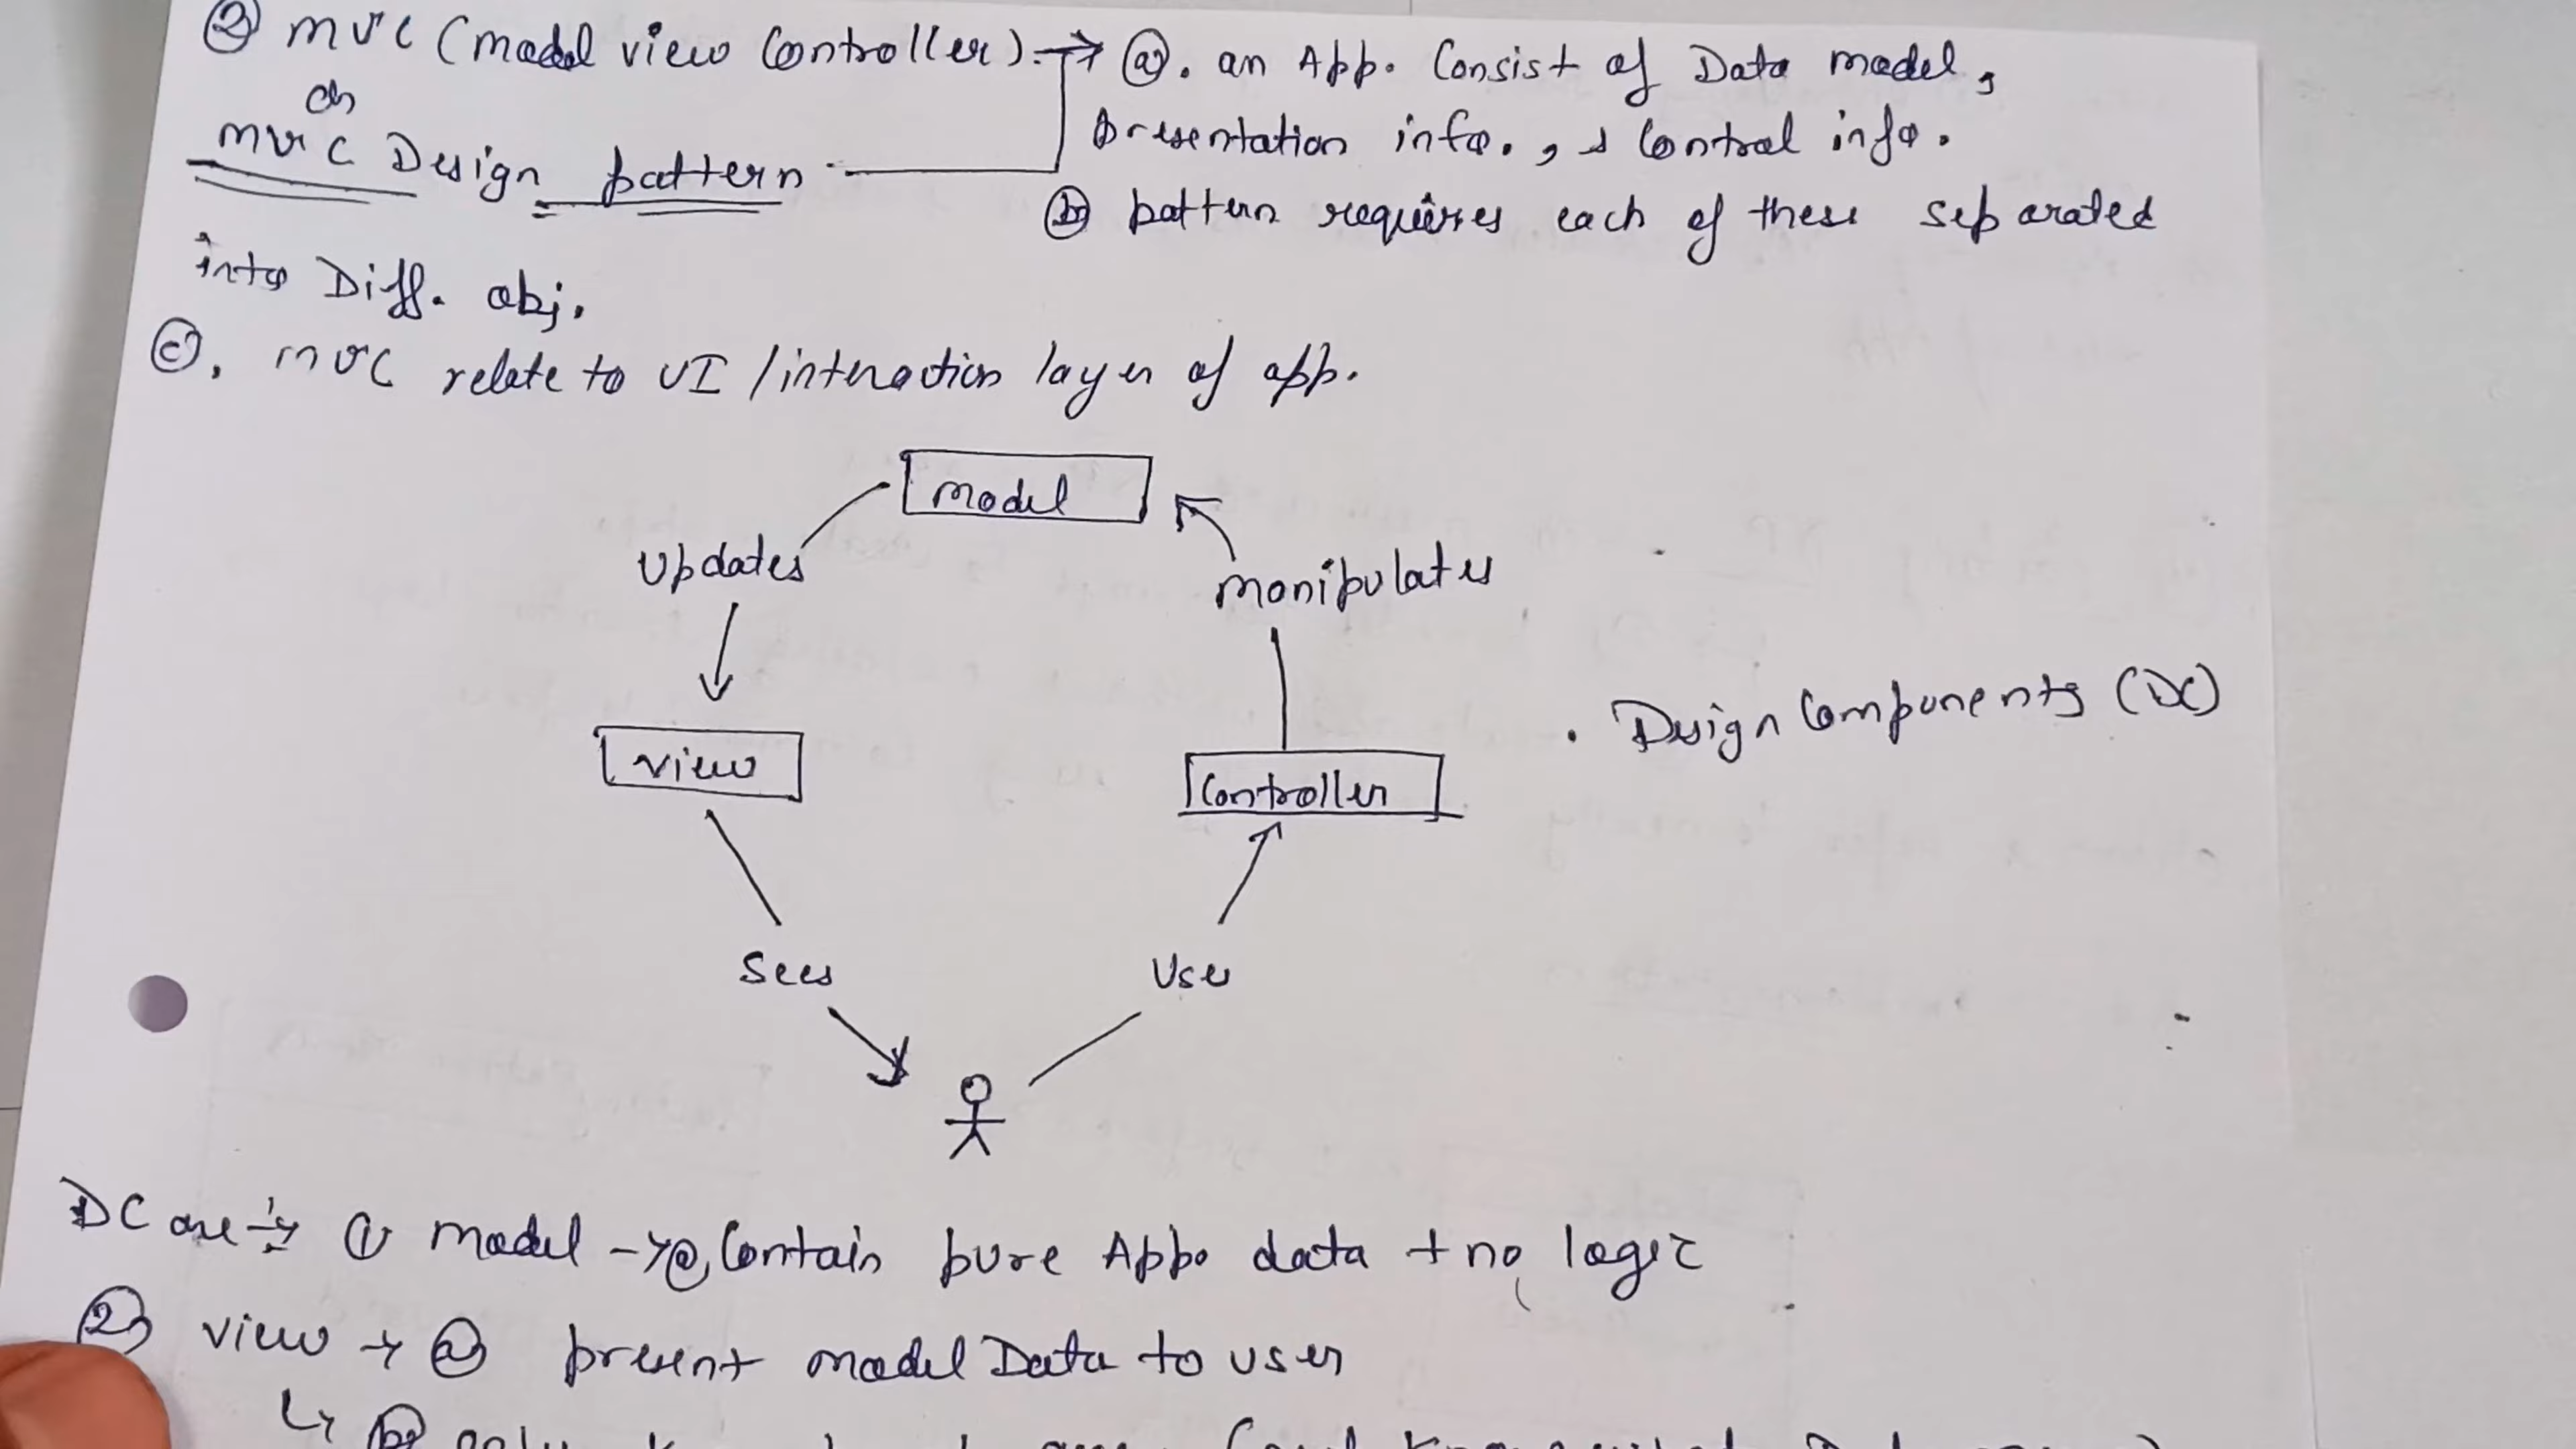 ② MVC (Model view Controller). → ⓐ. an App. Consist of Data model,
or
presentation info., & Control info.
MVC Design pattern
ⓑ pattern requires each of these separated
into Diff. obj.
ⓒ. MVC relate to UI/interaction layer of app.
Model
Updates
Manipulates
. Design Components (DC)
View
Controller
Sees
Uses
DC are → ① Model → ⓐ Contain pure App. data + no logic
② view → ⓐ present model Data to user
↳ ⓑ only